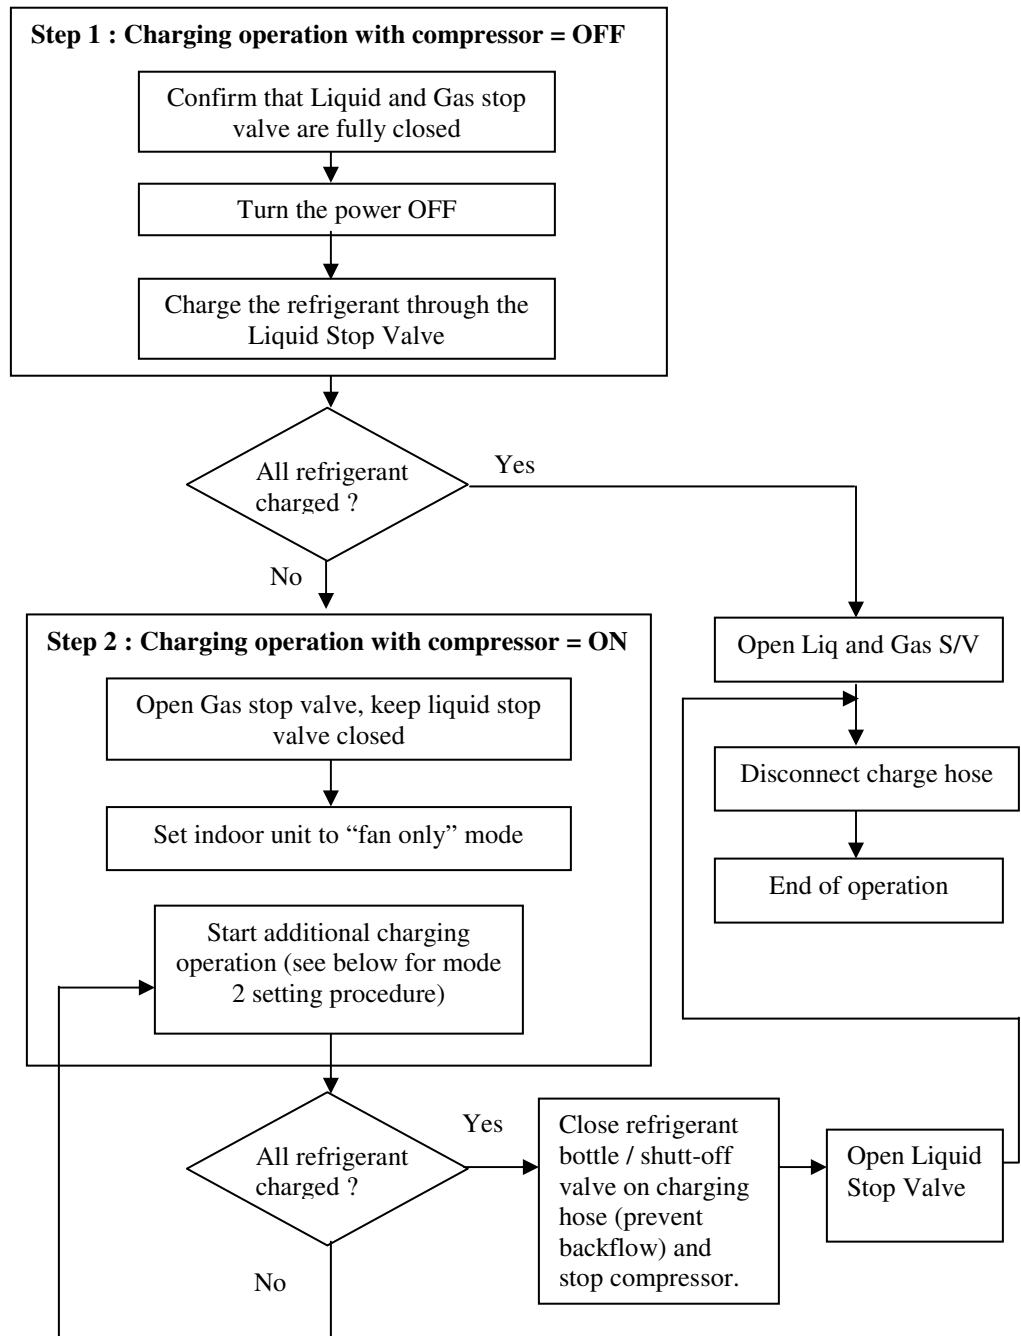 Step 1 : Charging operation with compressor = OFF
Confirm that Liquid and Gas stop
valve are fully closed
Turn the power OFF
Charge the refrigerant through the
Liquid Stop Valve
All refrigerant
charged ?
Yes
No
Step 2 : Charging operation with compressor = ON
Open Gas stop valve, keep liquid stop
valve closed
Set indoor unit to “fan only” mode
Start additional charging
operation (see below for mode
2 setting procedure)
Open Liq and Gas S/V
Disconnect charge hose
End of operation
All refrigerant
charged ?
Yes
No
Close refrigerant
bottle / shutt-off
valve on charging
hose (prevent
backflow) and
stop compressor.
Open Liquid
Stop Valve